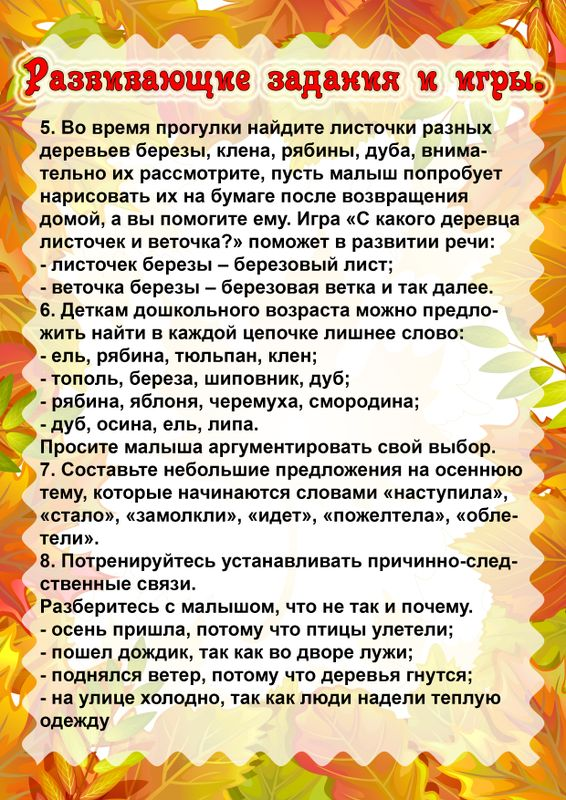 Развивающие задания и игры.
5. Во время прогулки найдите листочки разных
деревьев березы, клена, рябины, дуба, внима-
тельно их рассмотрите, пусть малыш попробует
нарисовать их на бумаге после возвращения
домой, а вы помогите ему. Игра «С какого деревца
листочек и веточка?» поможет в развитии речи:
- листочек березы – березовый лист;
- веточка березы – березовая ветка и так далее.
6. Деткам дошкольного возраста можно предло-
жить найти в каждой цепочке лишнее слово:
- ель, рябина, тюльпан, клен;
- тополь, береза, шиповник, дуб;
- рябина, яблоня, черемуха, смородина;
- дуб, осина, ель, липа.
Просите малыша аргументировать свой выбор.
7. Составьте небольшие предложения на осеннюю
тему, которые начинаются словами «наступила»,
«стало», «замолкли», «идет», «пожелтела», «обле-
тели».
8. Потренируйтесь устанавливать причинно-след-
ственные связи.
Разберитесь с малышом, что не так и почему.
- осень пришла, потому что птицы улетели;
- пошел дождик, так как во дворе лужи;
- поднялся ветер, потому что деревья гнутся;
- на улице холодно, так как люди надели теплую
одежду